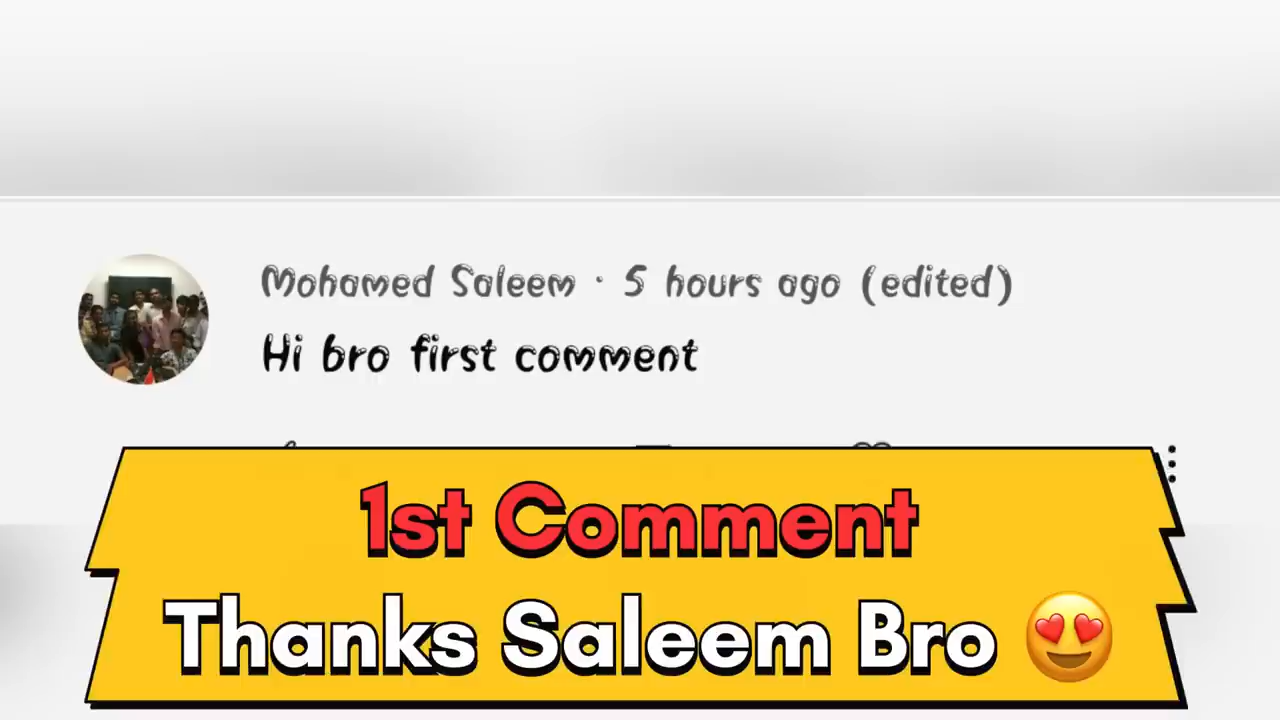 Mohamed Saleem · 5 hours ago (edited)
Hi bro first comment
1st Comment
Thanks Saleem Bro 😍